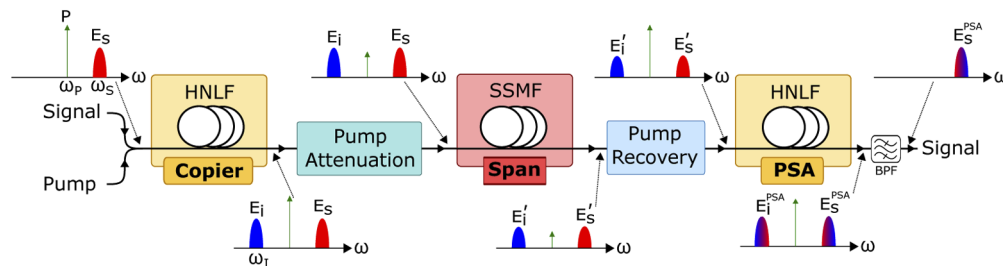 P
E_s
ω
ω_P
ω_S
E_i
E_s
ω
E_i'
E_s'
ω
E_s^PSA
ω
HNLF
Copier
Signal
Pump
Pump
Attenuation
SSMF
Span
Pump
Recovery
HNLF
PSA
BPF
Signal
E_i
E_s
ω
ω_I
E_i'
E_s'
ω
E_i^PSA
E_s^PSA
ω